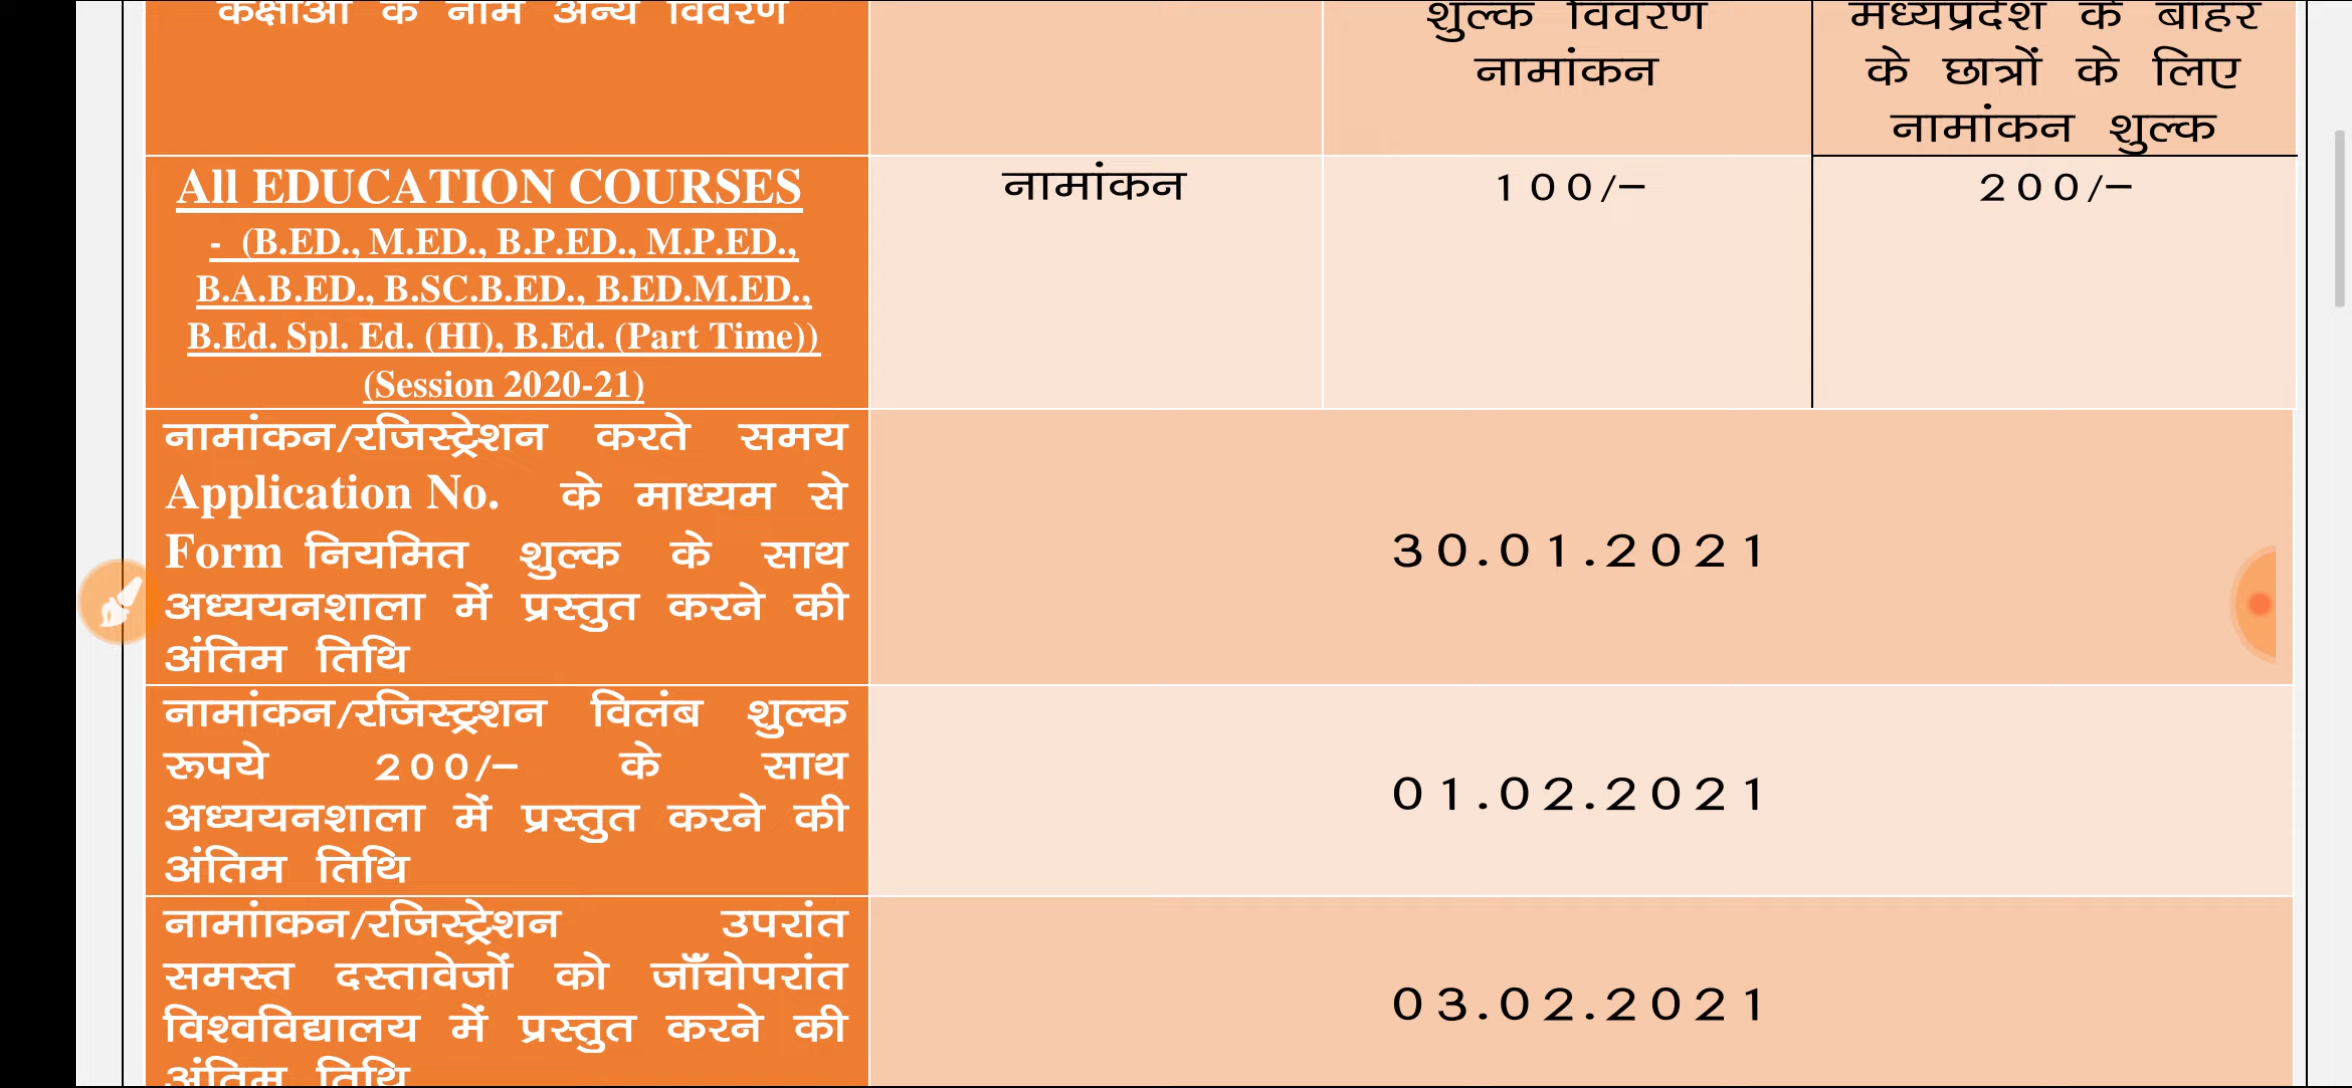 कक्षाओं के नाम अन्य विवरण
शुल्क विवरण
नामांकन
मध्यप्रदेश के बाहर
के छात्रों के लिए
नामांकन शुल्क
All EDUCATION COURSES
- (B.ED., M.ED., B.P.ED., M.P.ED.,
B.A.B.ED., B.SC.B.ED., B.ED.M.ED.,
B.Ed. Spl. Ed. (HI), B.Ed. (Part Time))
(Session 2020-21)
नामांकन
100/–
200/–
नामांकन/रजिस्ट्रेशन करते समय
Application No. के माध्यम से
Form नियमित शुल्क के साथ
अध्ययनशाला में प्रस्तुत करने की
अंतिम तिथि
30.01.2021
नामांकन/रजिस्ट्रशन विलंब शुल्क
रूपये 200/– के साथ
अध्ययनशाला में प्रस्तुत करने की
अंतिम तिथि
01.02.2021
नामांाकन/रजिस्ट्रेशन उपरांत
समस्त दस्तावेजों को जाँचोपरांत
विश्वविद्यालय में प्रस्तुत करने की
अंतिम तिथि
03.02.2021